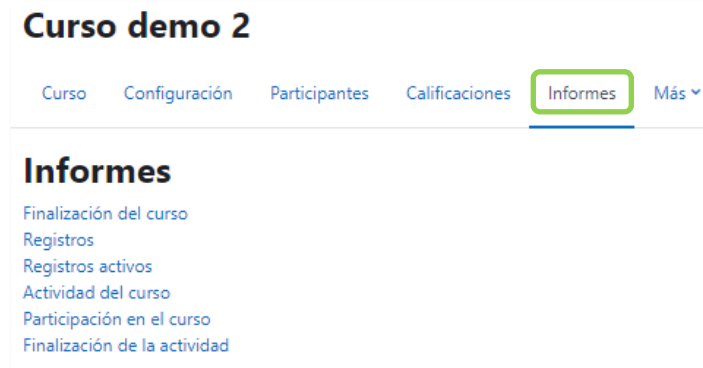 Curso demo 2
Curso Configuración Participantes Calificaciones Informes Más
Informes
Finalización del curso
Registros
Registros activos
Actividad del curso
Participación en el curso
Finalización de la actividad